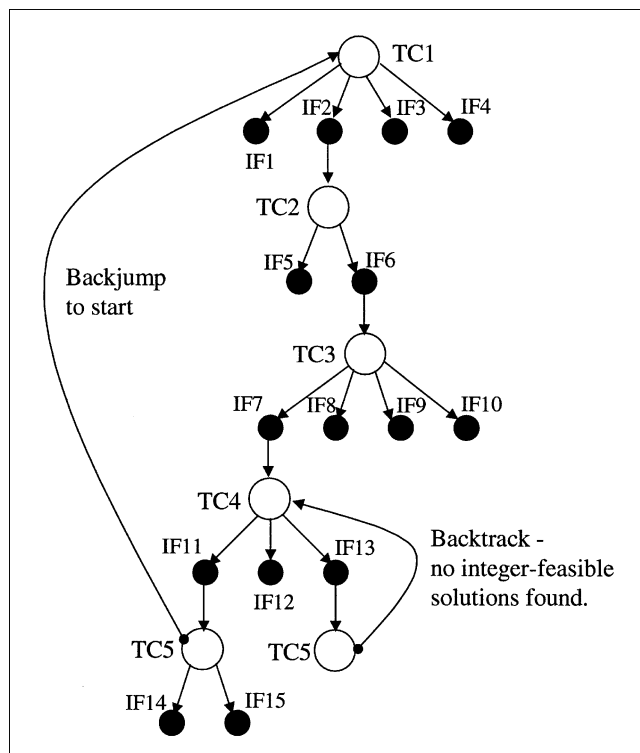 TC1
IF2
IF3
IF4
IF1
TC2
IF5
IF6
Backjump
to start
TC3
IF7
IF8
IF9
IF10
TC4
IF11
IF13
IF12
Backtrack -
no integer-feasible
solutions found.
TC5
TC5
IF14
IF15